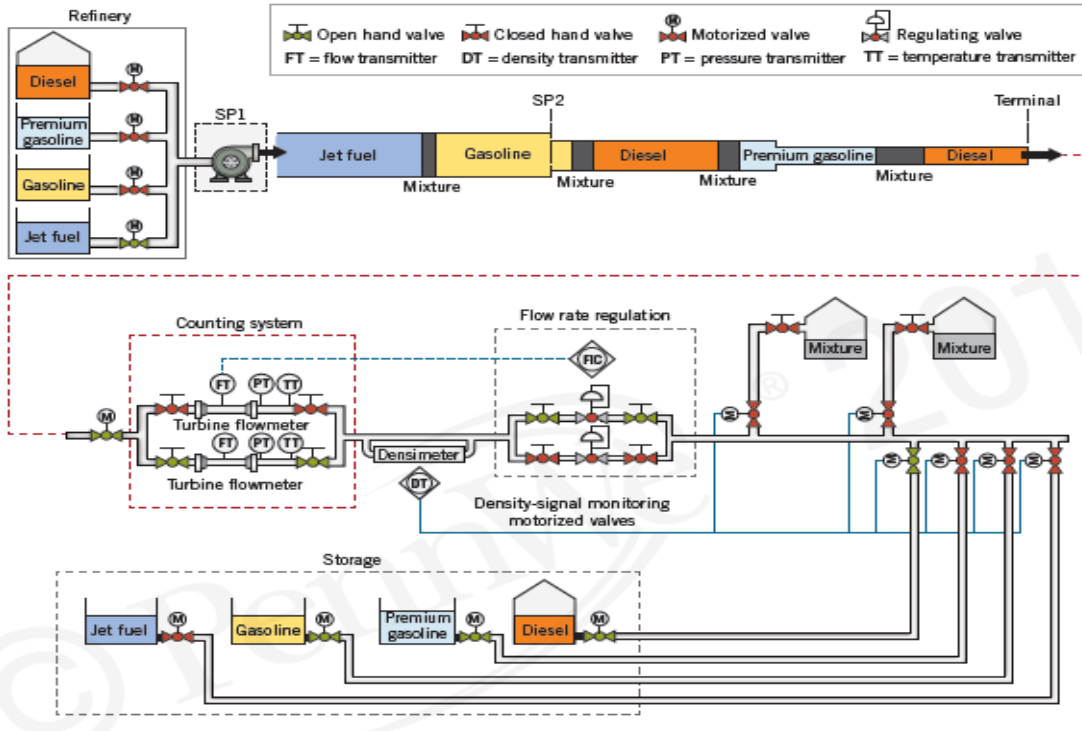 Refinery
Open hand valve
Closed hand valve
M
Motorized valve
Regulating valve
FT = flow transmitter
DT = density transmitter
PT = pressure transmitter
TT = temperature transmitter
Diesel
M
Premium
gasoline
M
Gasoline
M
Jet fuel
M
SP1
SP2
Terminal
Jet fuel
Mixture
Gasoline
Mixture
Diesel
Mixture
Premium gasoline
Mixture
Diesel
Counting system
Flow rate regulation
FIC
Mixture
Mixture
FT
PT
TT
M
Turbine flowmeter
FT
PT
TT
Turbine flowmeter
Densimeter
DT
M
M
M
M
M
M
Density-signal monitoring
motorized valves
Storage
Jet fuel
M
Gasoline
M
Premium
gasoline
M
Diesel
M
© PennWell® 201